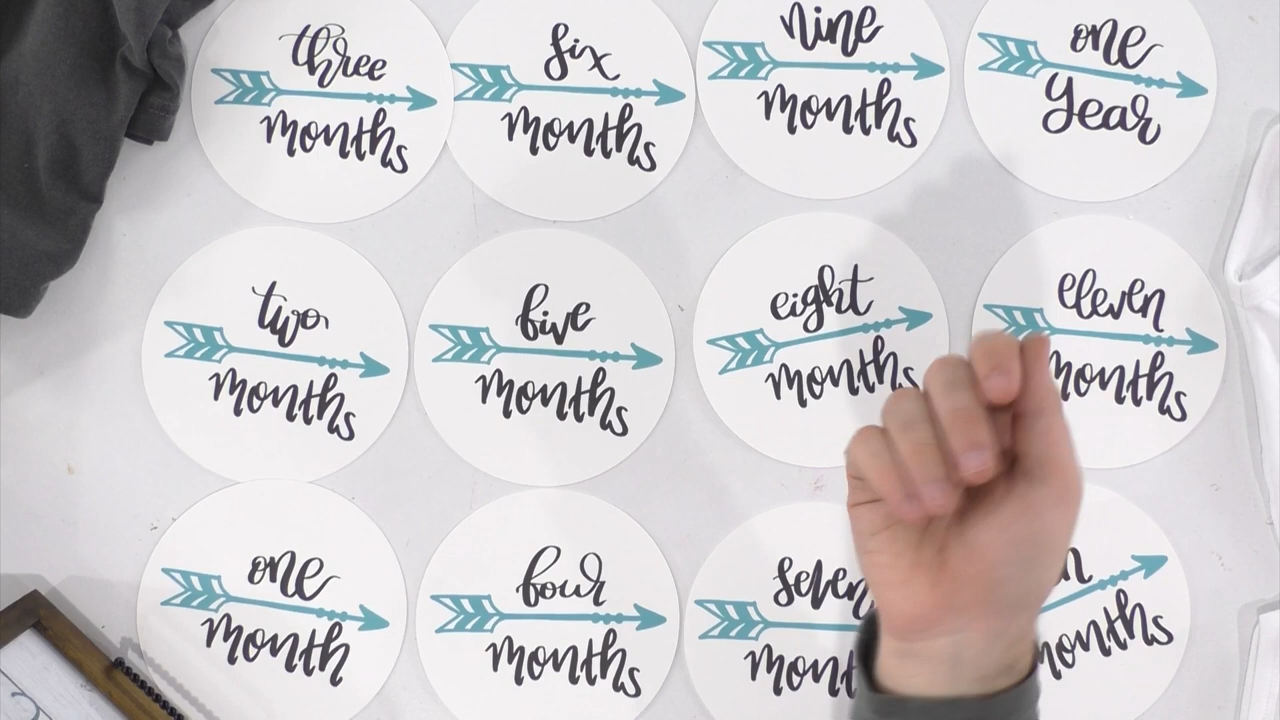 three
months
six
months
nine
months
one
year
two
months
five
months
eight
months
eleven
months
one
month
four
months
seven
months